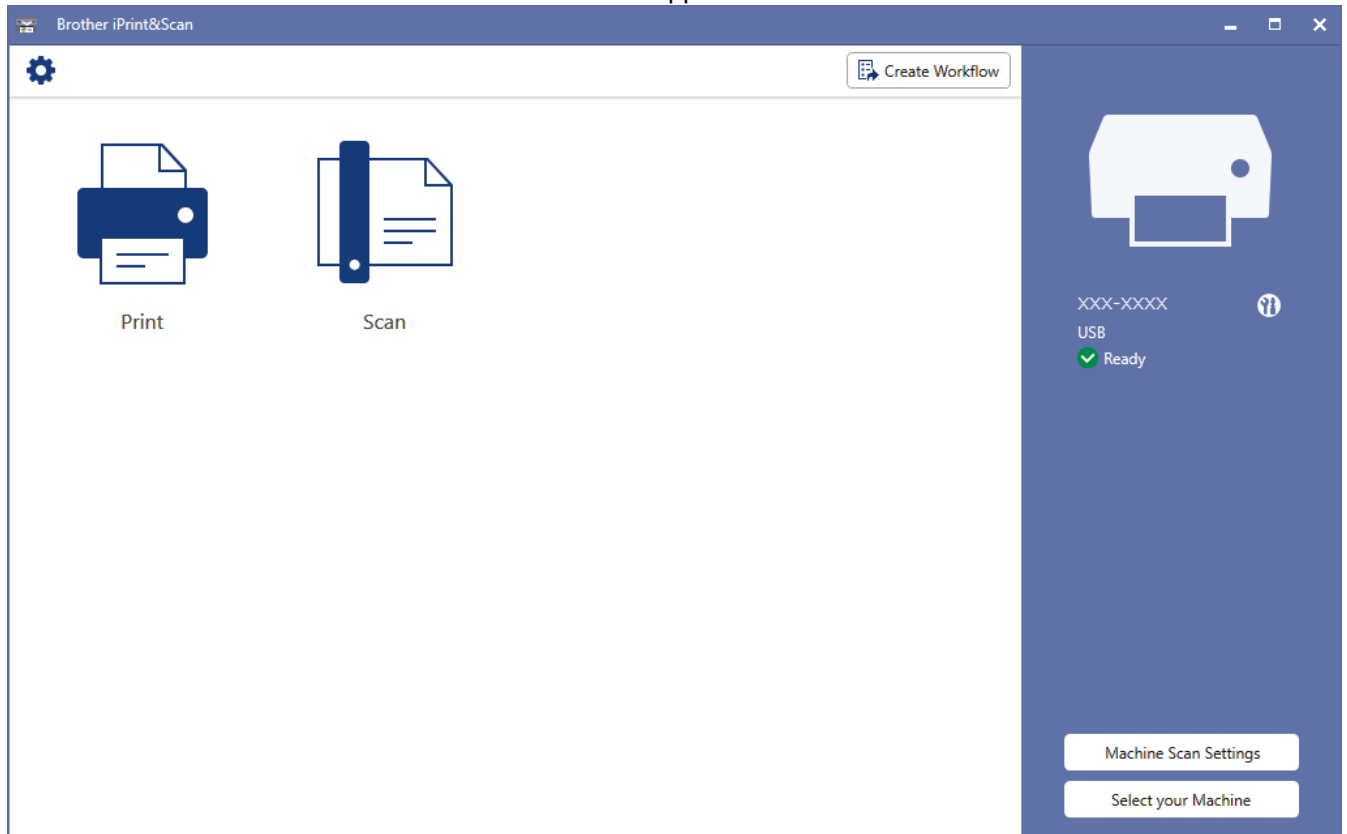 Brother iPrint&Scan
Create Workflow
Print
Scan
XXX-XXXX
USB
Ready
Machine Scan Settings
Select your Machine